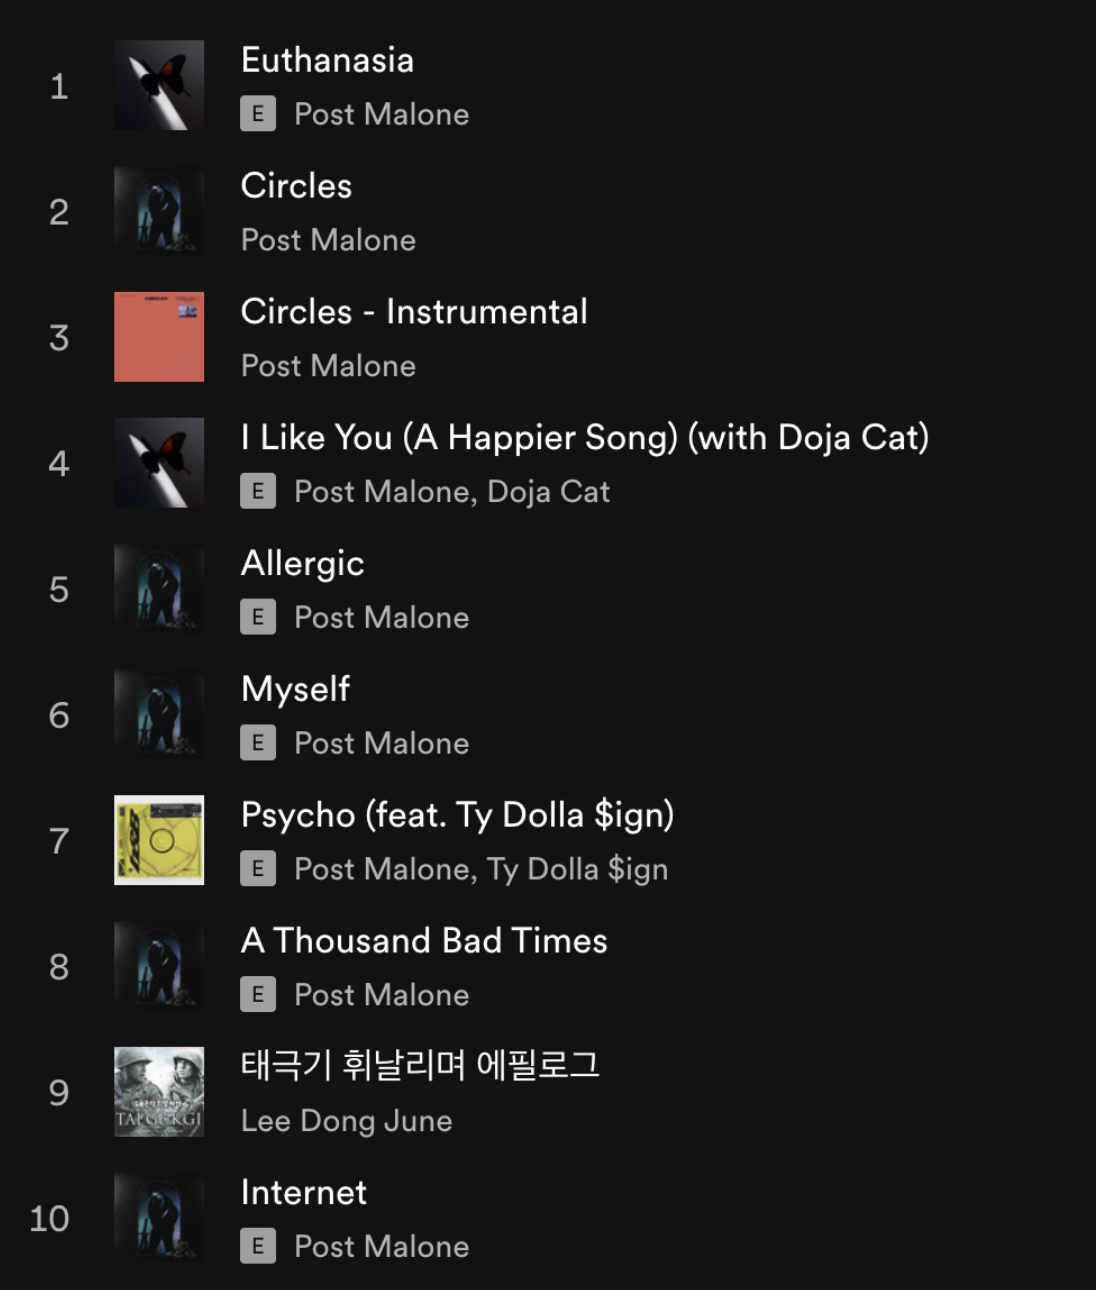 1
Euthanasia
E Post Malone
2
Circles
Post Malone
3
Circles - Instrumental
Post Malone
4
I Like You (A Happier Song) (with Doja Cat)
E Post Malone, Doja Cat
5
Allergic
E Post Malone
6
Myself
E Post Malone
7
Psycho (feat. Ty Dolla $ign)
E Post Malone, Ty Dolla $ign
8
A Thousand Bad Times
E Post Malone
9
TAEGUKGI
태극기 휘날리며 에필로그
Lee Dong June
10
Internet
E Post Malone